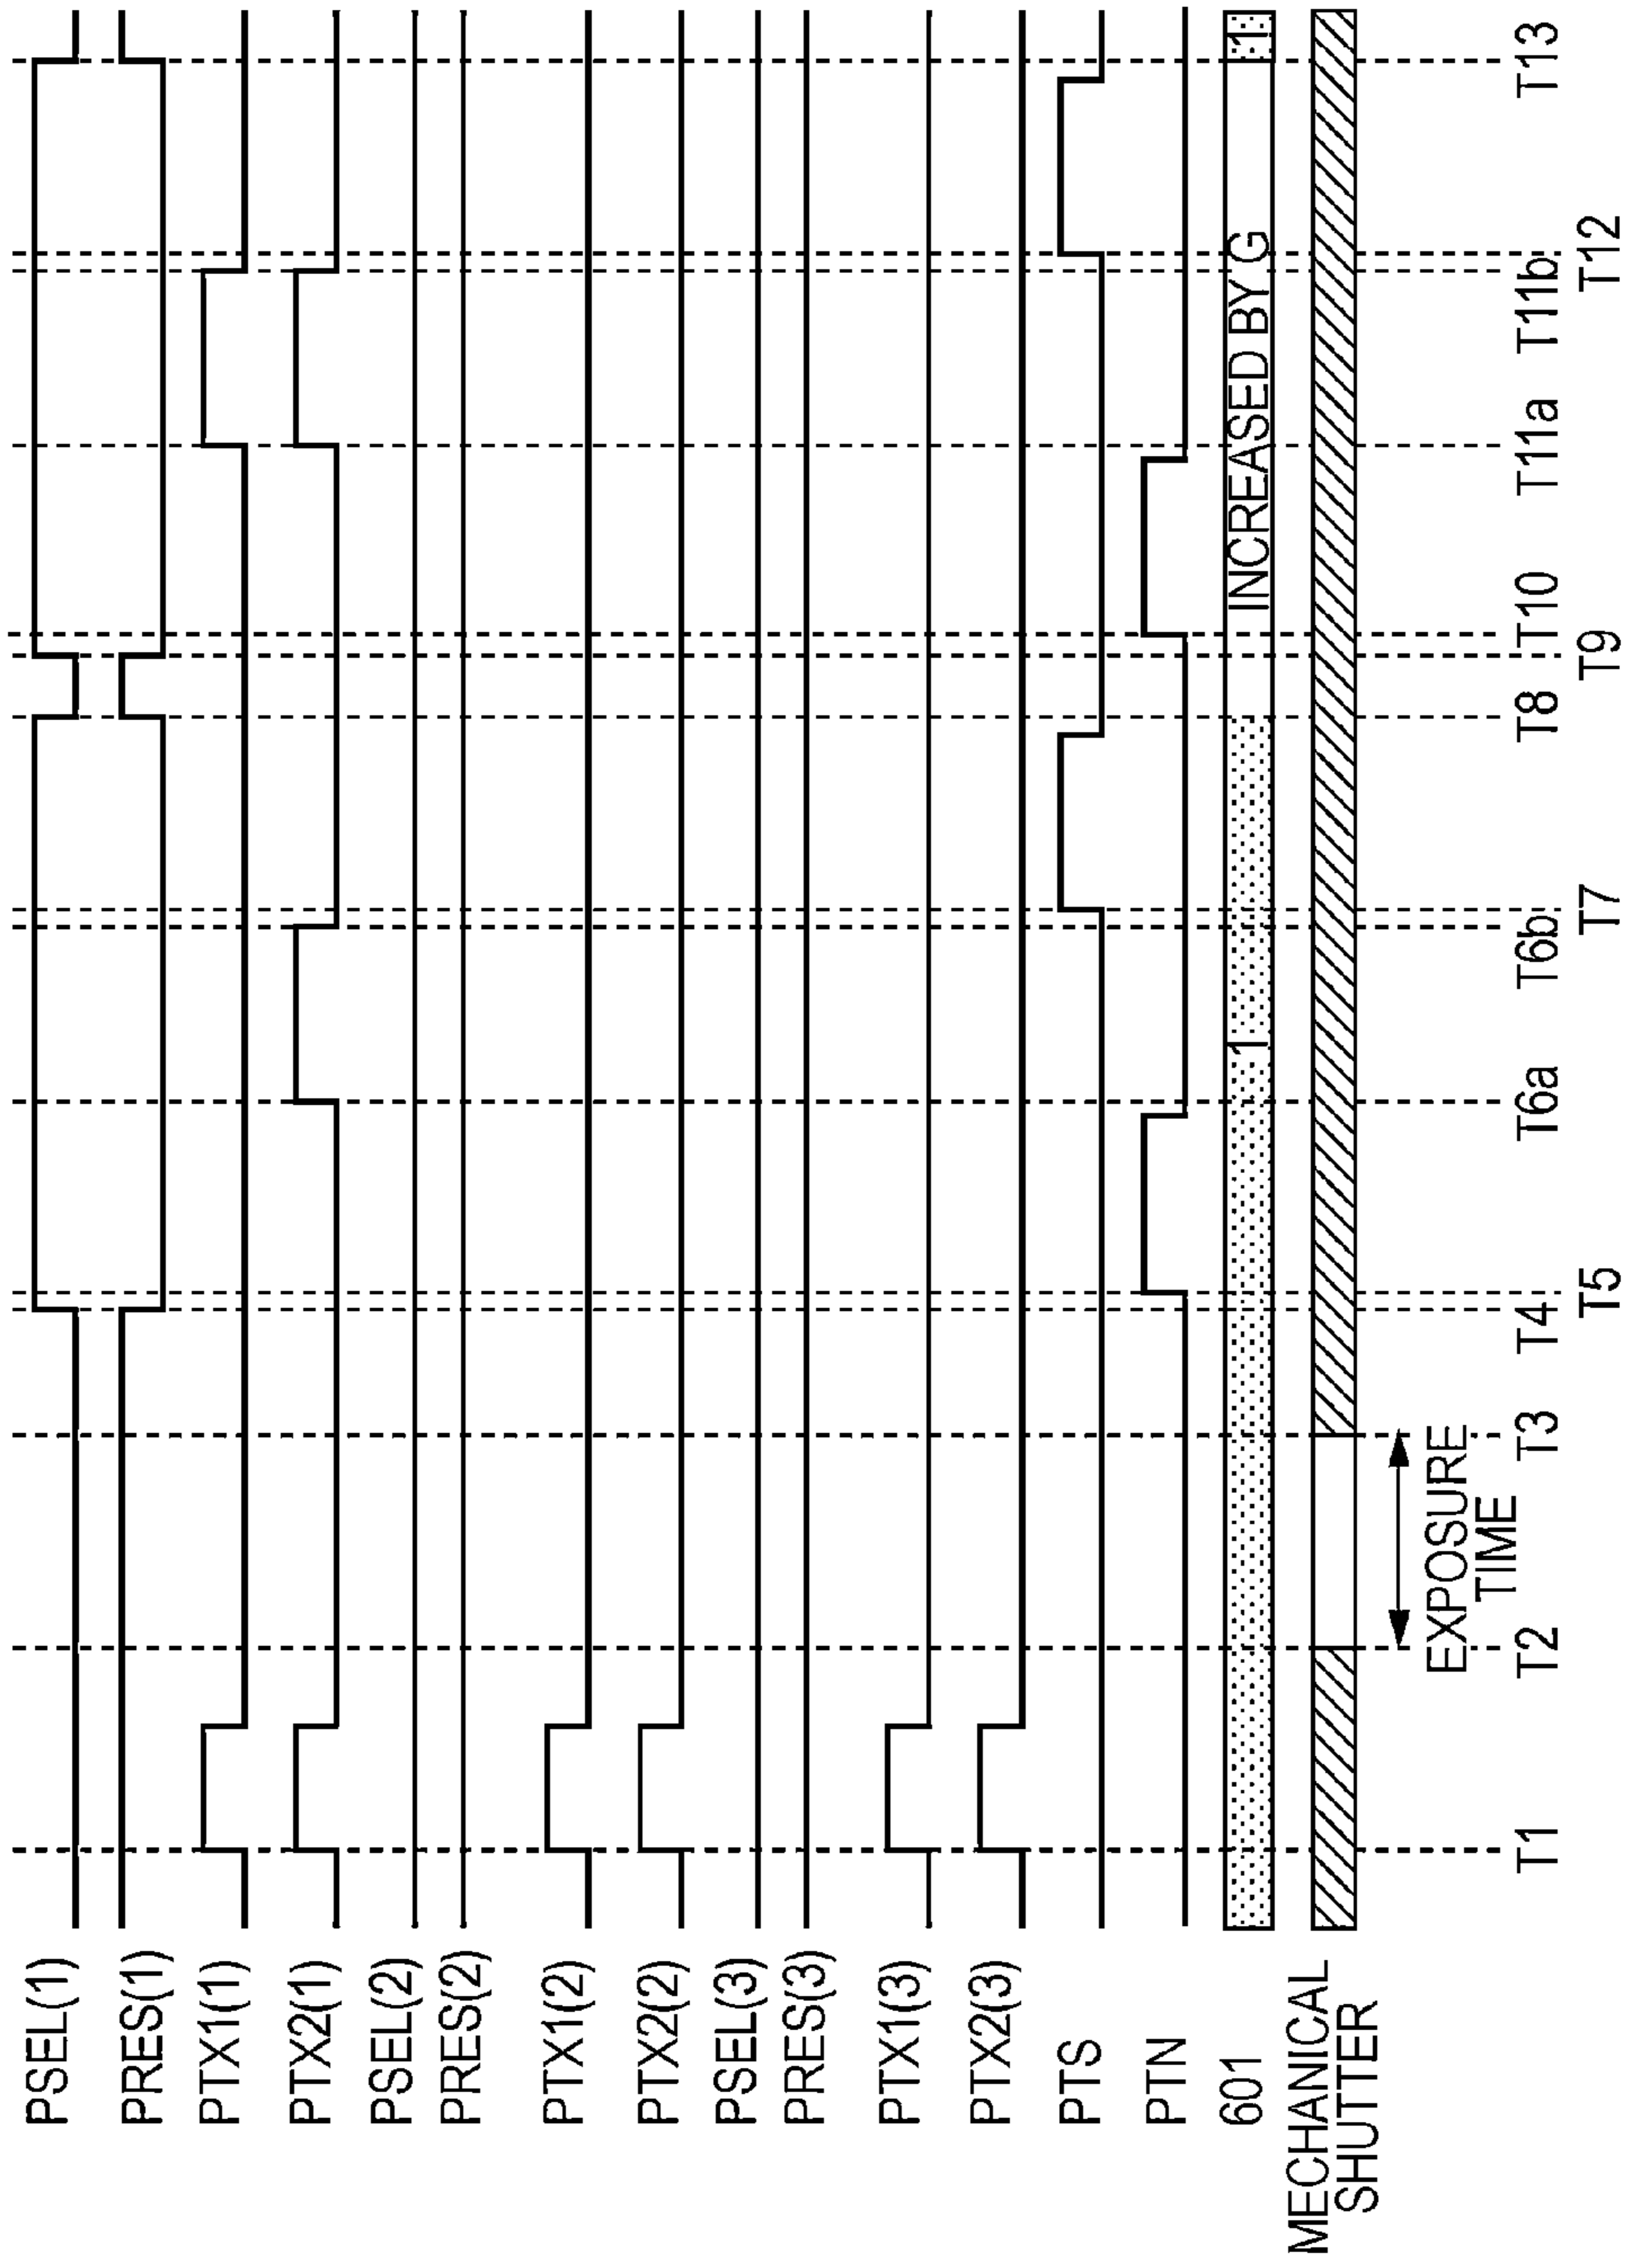 PSEL(1)
PRES(1)
PTX1(1)
PTX2(1)
PSEL(2)
PRES(2)
PTX1(2)
PTX2(2)
PSEL(3)
PRES(3)
PTX1(3)
PTX2(3)
PTS
PTN
601
1
INCREASED BY G
1
MECHANICAL
SHUTTER
EXPOSURE
TIME
T1
T2
T3
T4
T5
T6a
T6b
T7
T8
T9
T10
T11a
T11b
T12
T13